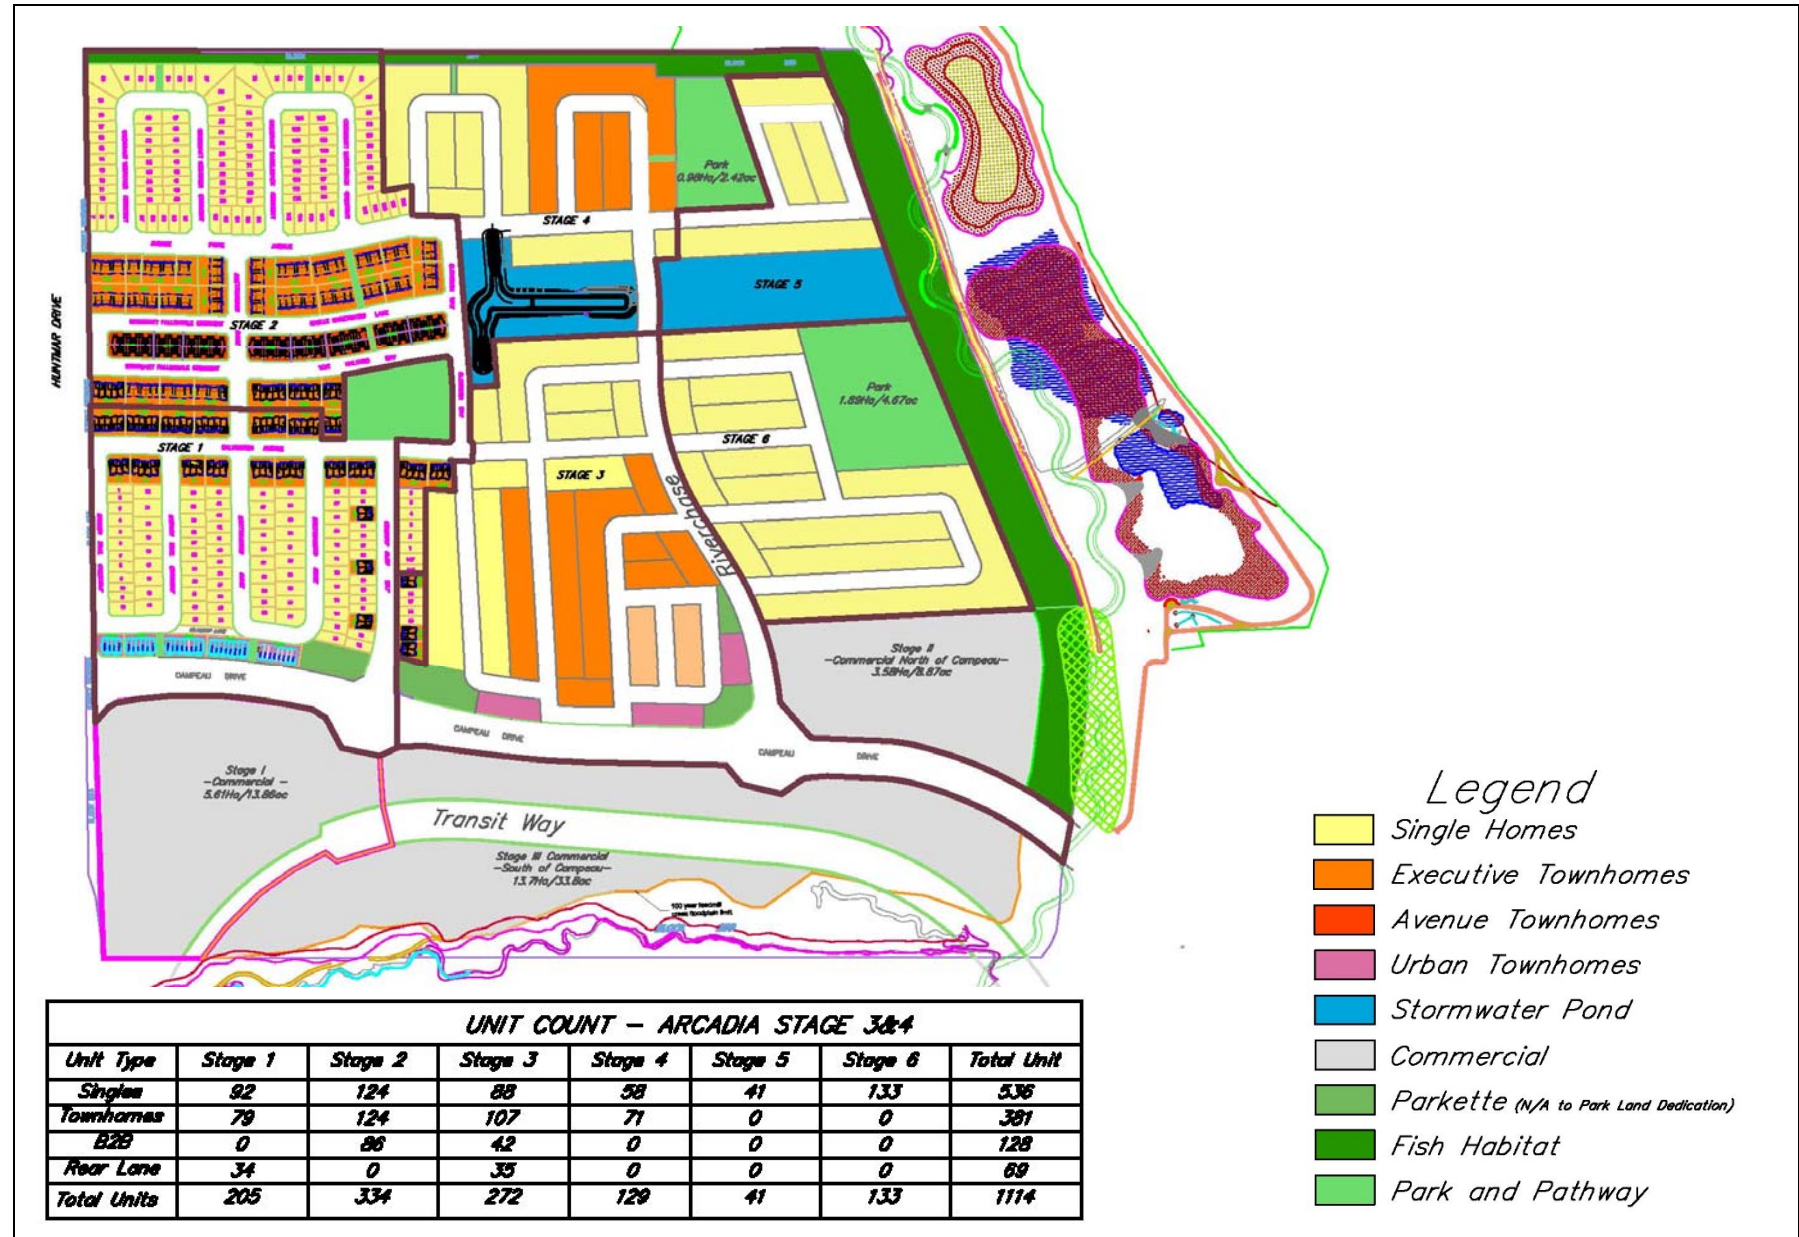 Park
0.98Ha/2.42ac
STAGE 4
STAGE 5
HUNTMAR DRIVE
STAGE 2
Park
1.89Ha/4.67ac
STAGE 6
STAGE 1
STAGE 3
Riverchase
Stage II
-Commercial North of Campeau-
3.58Ha/8.87ac
CAMPEAU DRIVE
CAMPEAU DRIVE
CAMPEAU DRIVE
Stage I
-Commercial -
5.61Ha/13.86ac
Transit Way
Stage III Commercial
-South of Campeau-
13.7Ha/33.8ac
100 year
floodplain limit
Legend
Single Homes
Executive Townhomes
Avenue Townhomes
Urban Townhomes
Stormwater Pond
Commercial
Parkette (N/A to Park Land Dedication)
Fish Habitat
Park and Pathway
UNIT COUNT - ARCADIA STAGE 3&4
Unit Type Stage 1 Stage 2 Stage 3 Stage 4 Stage 5 Stage 6 Total Unit
Singles 92 124 88 58 41 133 536
Townhomes 79 124 107 71 0 0 381
B2B 0 86 42 0 0 0 128
Rear Lane 34 0 35 0 0 0 69
Total Units 205 334 272 129 41 133 1114